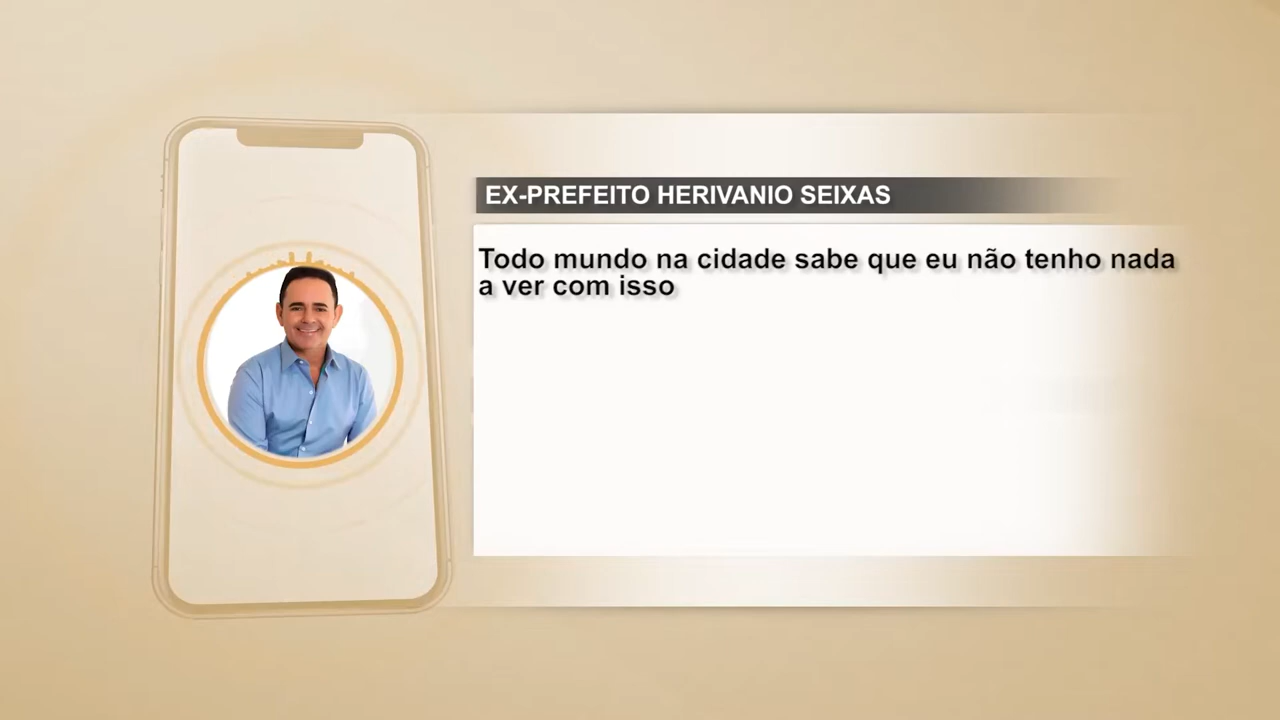 EX-PREFEITO HERIVANIO SEIXAS
Todo mundo na cidade sabe que eu não tenho nada
a ver com isso